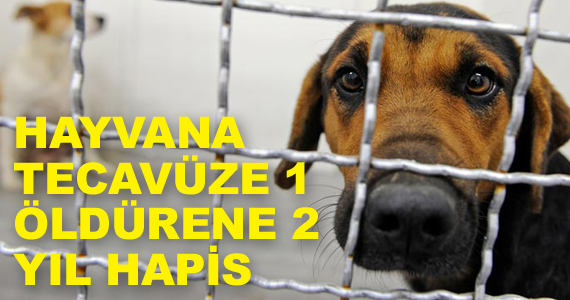 HAYVANA
TECAVÜZE 1
ÖLDÜRENE 2
YIL HAPİS